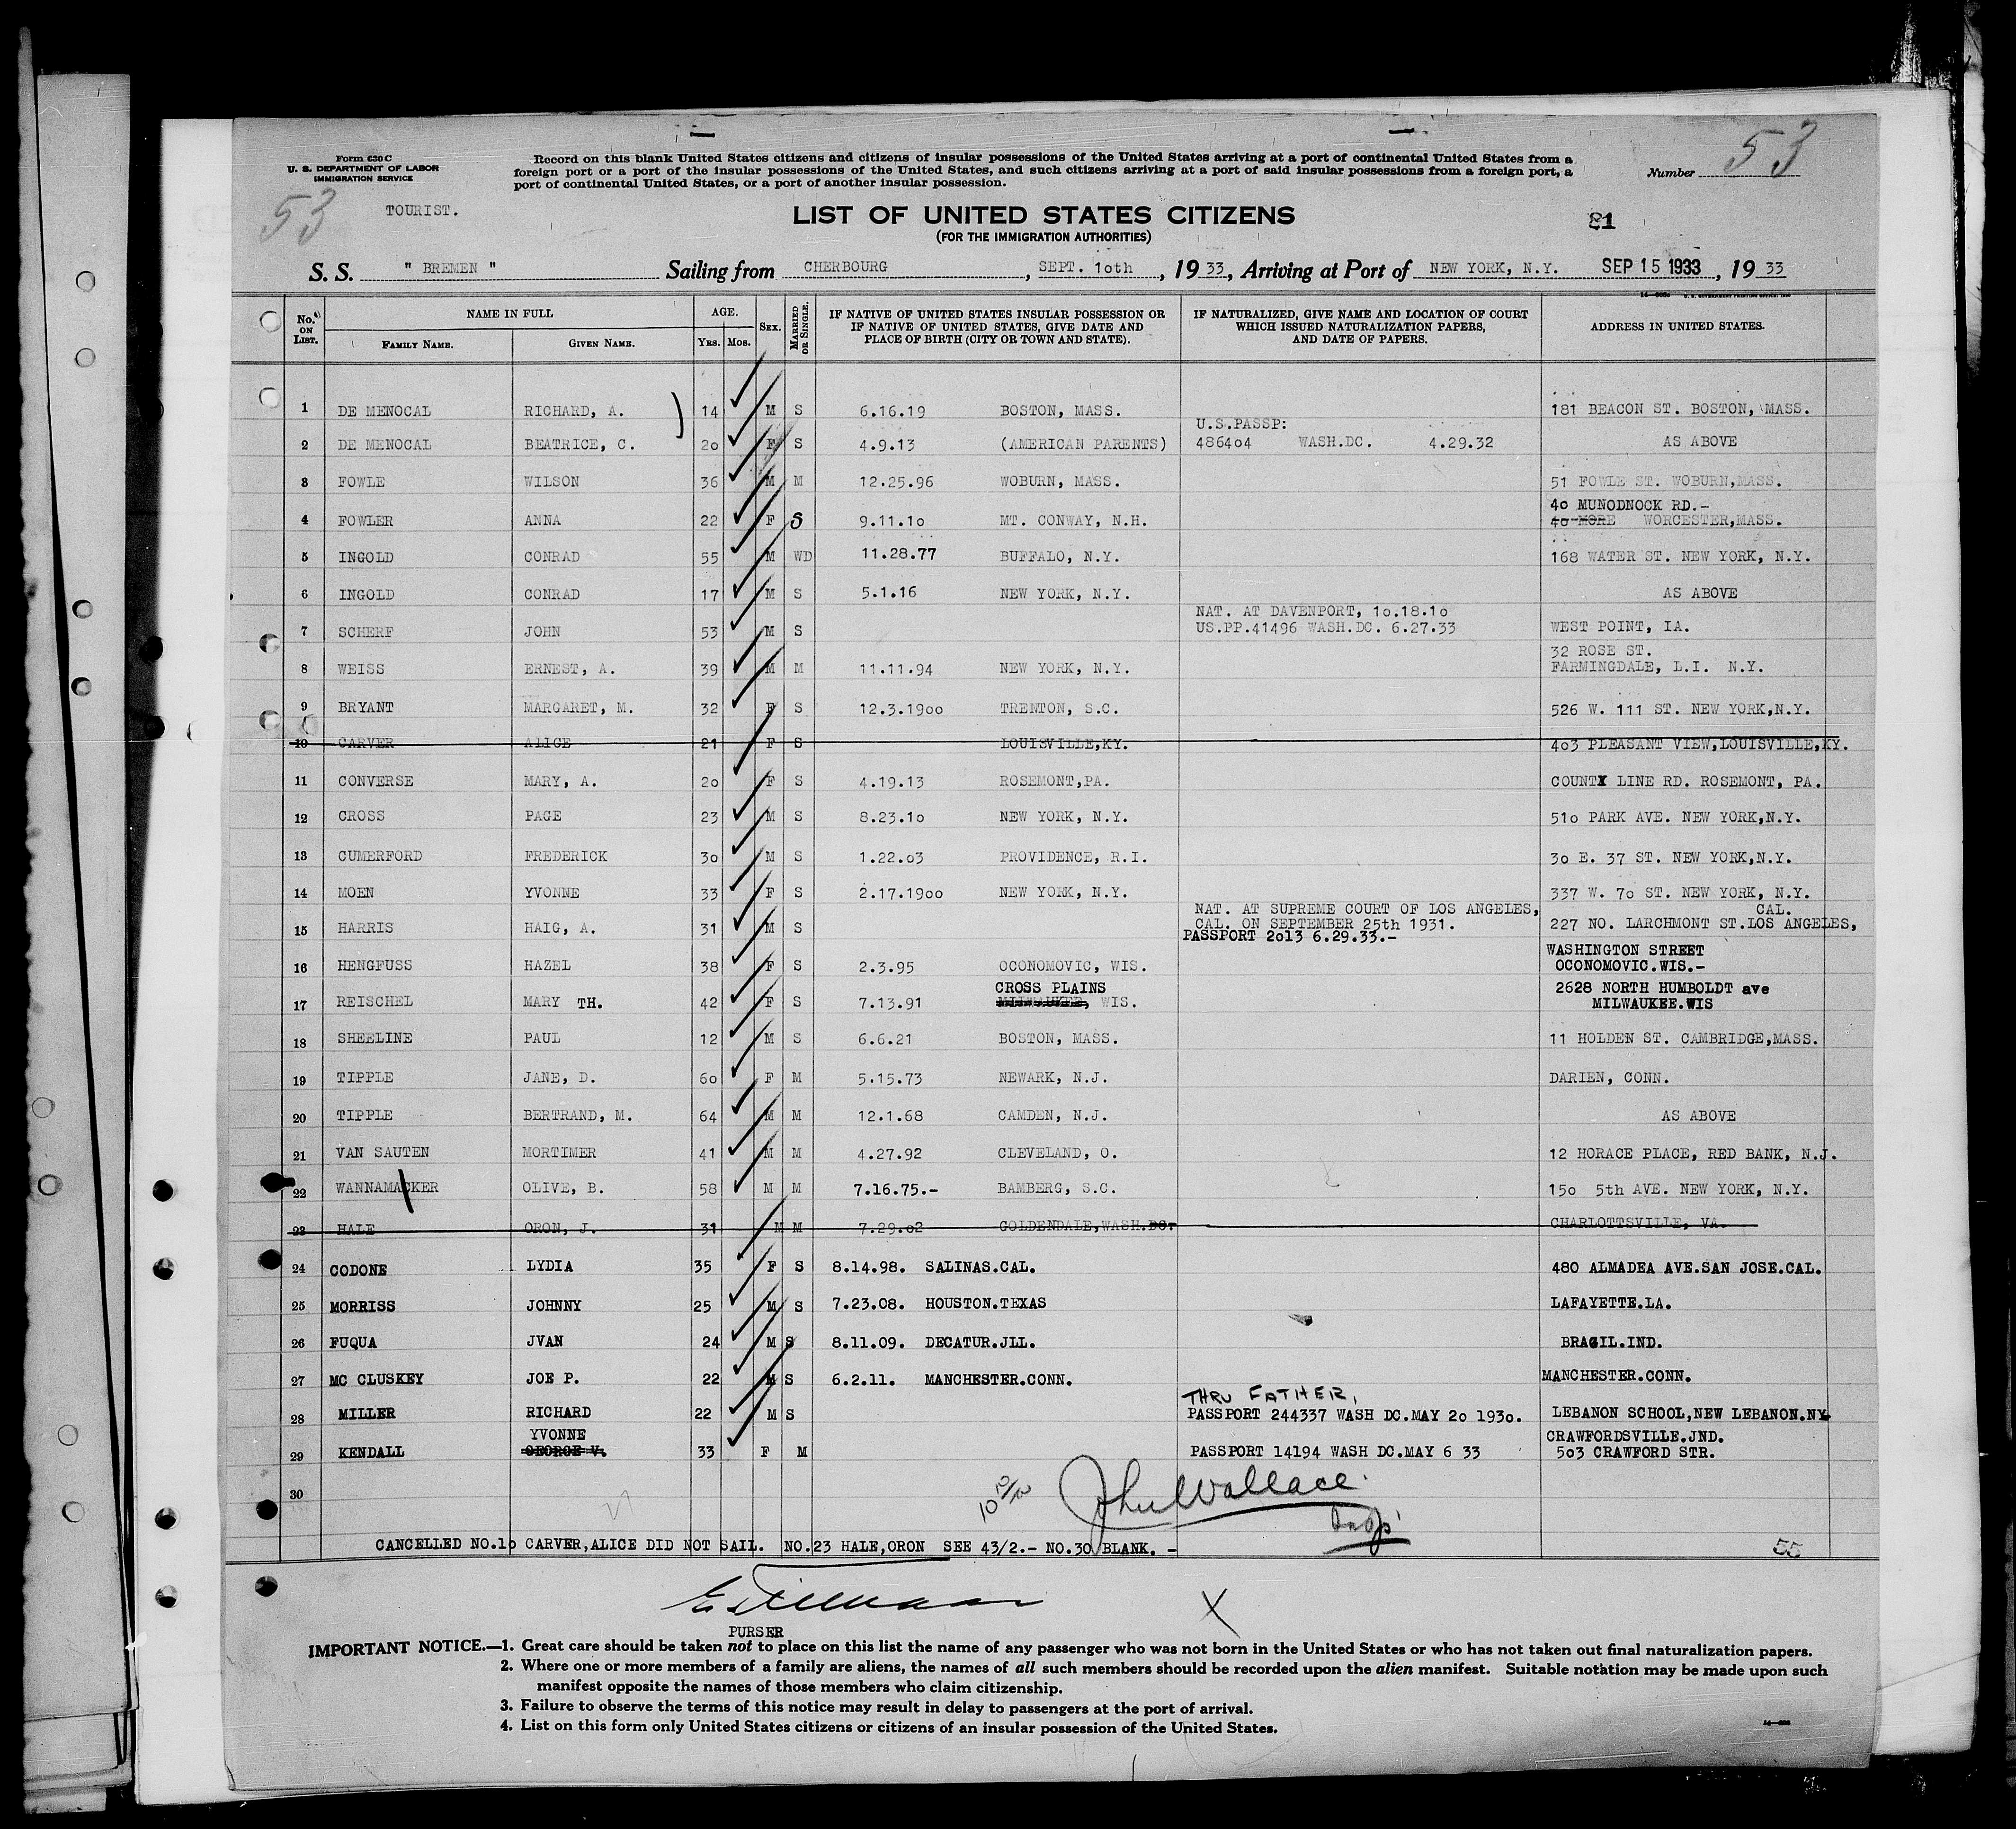 Form 630 C
U. S. DEPARTMENT OF LABOR
IMMIGRATION SERVICE
Record on this blank United States citizens and citizens of insular possessions of the United States arriving at a port of continental United States from a
foreign port or a port of the insular possessions of the United States, and such citizens arriving at a port of said insular possessions from a foreign port, a
port of continental United States, or a port of another insular possession.
Number 53
53
TOURIST.
LIST OF UNITED STATES CITIZENS
(FOR THE IMMIGRATION AUTHORITIES)
21
S. S. " BREMEN " Sailing from CHERBOURG, SEPT. 10th, 1933, Arriving at Port of NEW YORK, N.Y. SEP 15 1933, 1933
No. ON LIST. NAME IN FULL FAMILY NAME. GIVEN NAME. AGE. YRS. MOS. SEX. MARRIED OR SINGLE. IF NATIVE OF UNITED STATES INSULAR POSSESSION OR IF NATIVE OF UNITED STATES, GIVE DATE AND PLACE OF BIRTH (CITY OR TOWN AND STATE). IF NATURALIZED, GIVE NAME AND LOCATION OF COURT WHICH ISSUED NATURALIZATION PAPERS, AND DATE OF PAPERS. ADDRESS IN UNITED STATES.
1 DE MENOCAL RICHARD, A. 14 M S 6.16.19 BOSTON, MASS. 181 BEACON ST. BOSTON, MASS.
U.S.PASSP:
2 DE MENOCAL BEATRICE, C. 20 F S 4.9.13 (AMERICAN PARENTS) 486404 WASH.DC. 4.29.32 AS ABOVE
3 FOWLE WILSON 36 M M 12.25.96 WOBURN, MASS. 51 FOWLE ST. WOBURN,MASS.
40 MUNODNOCK RD.-
4 FOWLER ANNA 22 F S 9.11.10 MT. CONWAY, N.H. 40 MORE WORCESTER,MASS.
5 INGOLD CONRAD 55 M WD 11.28.77 BUFFALO, N.Y. 168 WATER ST. NEW YORK, N.Y.
6 INGOLD CONRAD 17 M S 5.1.16 NEW YORK, N.Y. AS ABOVE
NAT. AT DAVENPORT, 10.18.10
7 SCHERF JOHN 53 M S US.PP.41496 WASH.DC. 6.27.33 WEST POINT, IA.
32 ROSE ST.
8 WEISS ERNEST, A. 39 M M 11.11.94 NEW YORK, N.Y. FARMINGDALE, L.I. N.Y.
9 BRYANT MARGARET, M. 32 F S 12.3.1900 TRENTON, S.C. 526 W. 111 ST. NEW YORK,N.Y.
10 CARVER ALICE 21 F S LOUISVILLE,KY. 403 PLEASANT VIEW,LOUISVILLE,KY.
11 CONVERSE MARY, A. 20 F S 4.19.13 ROSEMONT,PA. COUNTY LINE RD. ROSEMONT, PA.
12 CROSS PAGE 23 M S 8.23.10 NEW YORK, N.Y. 510 PARK AVE. NEW YORK,N.Y.
13 CUMERFORD FREDERICK 30 M S 1.22.03 PROVIDENCE, R.I. 30 E. 37 ST. NEW YORK,N.Y.
14 MOEN YVONNE 33 F S 2.17.1900 NEW YORK, N.Y. 337 W. 70 ST. NEW YORK, N.Y.
NAT. AT SUPREME COURT OF LOS ANGELES, CAL.
15 HARRIS HAIG, A. 31 M S CAL. ON SEPTEMBER 25th 1931. 227 NO. LARCHMONT ST.LOS ANGELES,
PASSPORT 2013 6.29.33.-
WASHINGTON STREET
16 HENGFUSS HAZEL 38 F S 2.3.95 OCONOMOVIC, WIS. OCONOMOVIC.WIS.-
CROSS PLAINS 2628 NORTH HUMBOLDT ave
17 REISCHEL MARY TH. 42 F S 7.13.91 MILWAUKEE, WIS. MILWAUKEE.WIS
18 SHEELINE PAUL 12 M S 6.6.21 BOSTON, MASS. 11 HOLDEN ST. CAMBRIDGE,MASS.
19 TIPPLE JANE, D. 60 F M 5.15.73 NEWARK, N.J. DARIEN, CONN.
20 TIPPLE BERTRAND, M. 64 M M 12.1.68 CAMDEN, N.J. AS ABOVE
21 VAN SAUTEN MORTIMER 41 M M 4.27.92 CLEVELAND, O. 12 HORACE PLACE, RED BANK, N.J.
22 WANNAMACKER OLIVE, B. 58 M M 7.16.75.- BAMBERG, S.C. 150 5th AVE. NEW YORK, N.Y.
23 HALE ORON, J. 31 M M 7.29.02 GOLDENDALE,WASH.DC. CHARLOTTSVILLE, VA.
24 CODONE LYDIA 35 F S 8.14.98. SALINAS.CAL. 480 ALMADEA AVE.SAN JOSE.CAL.
25 MORRISS JOHNNY 25 M S 7.23.08. HOUSTON.TEXAS LAFAYETTE.LA.
26 FUQUA JVAN 24 M S 8.11.09. DECATUR.JLL. BRAGIL.IND.
27 MC CLUSKEY JOE P. 22 M S 6.2.11. MANCHESTER.CONN. MANCHESTER.CONN.
THRU FATHER,
28 MILLER RICHARD 22 M S PASSPORT 244337 WASH DC.MAY 20 1930. LEBANON SCHOOL,NEW LEBANON.NY.
YVONNE CRAWFORDSVILLE.JND.
29 KENDALL GEORGE V. 33 F M PASSPORT 14194 WASH DC.MAY 6 33 503 CRAWFORD STR.
30 John Wallace
Insp
CANCELLED NO.10 CARVER,ALICE DID NOT SAIL. NO.23 HALE,ORON SEE 43/2.- NO.30 BLANK. -
55
X
PURSER
IMPORTANT NOTICE.—1. Great care should be taken not to place on this list the name of any passenger who was not born in the United States or who has not taken out final naturalization papers.
2. Where one or more members of a family are aliens, the names of all such members should be recorded upon the alien manifest. Suitable notation may be made upon such
manifest opposite the names of those members who claim citizenship.
3. Failure to observe the terms of this notice may result in delay to passengers at the port of arrival.
4. List on this form only United States citizens or citizens of an insular possession of the United States.